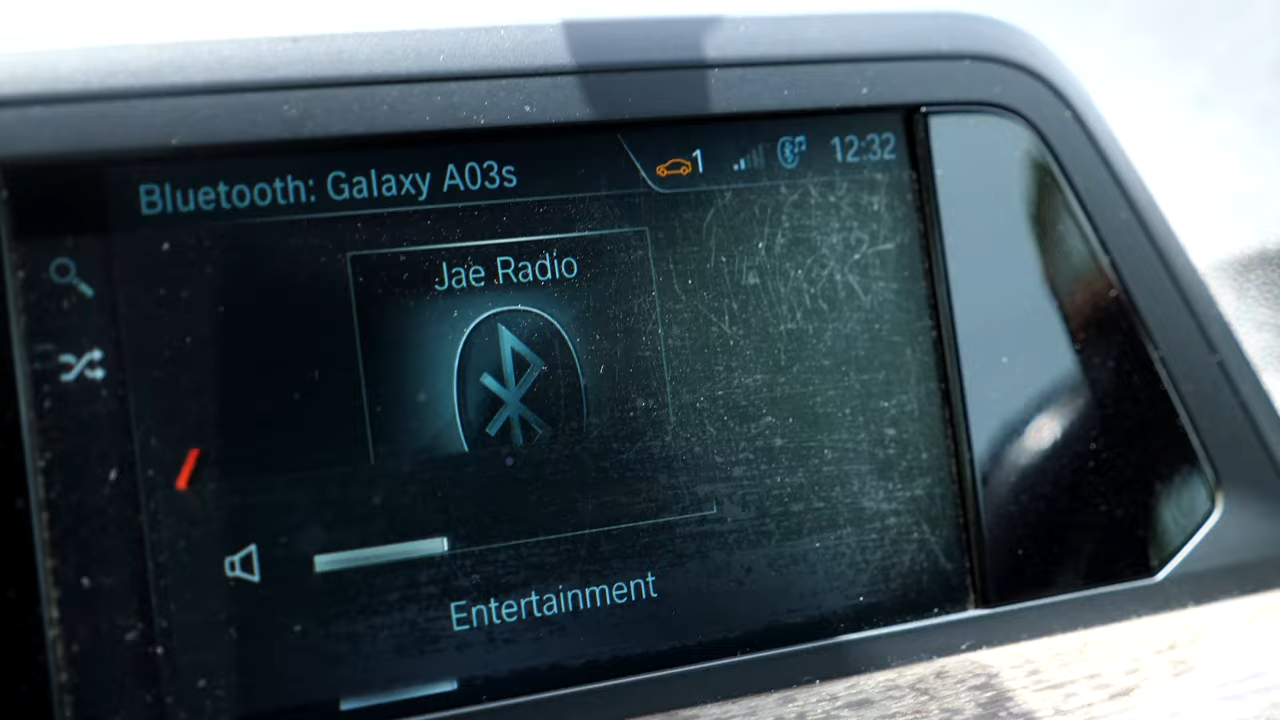 Bluetooth: Galaxy A03s
1
12:32
Jae Radio
Entertainment